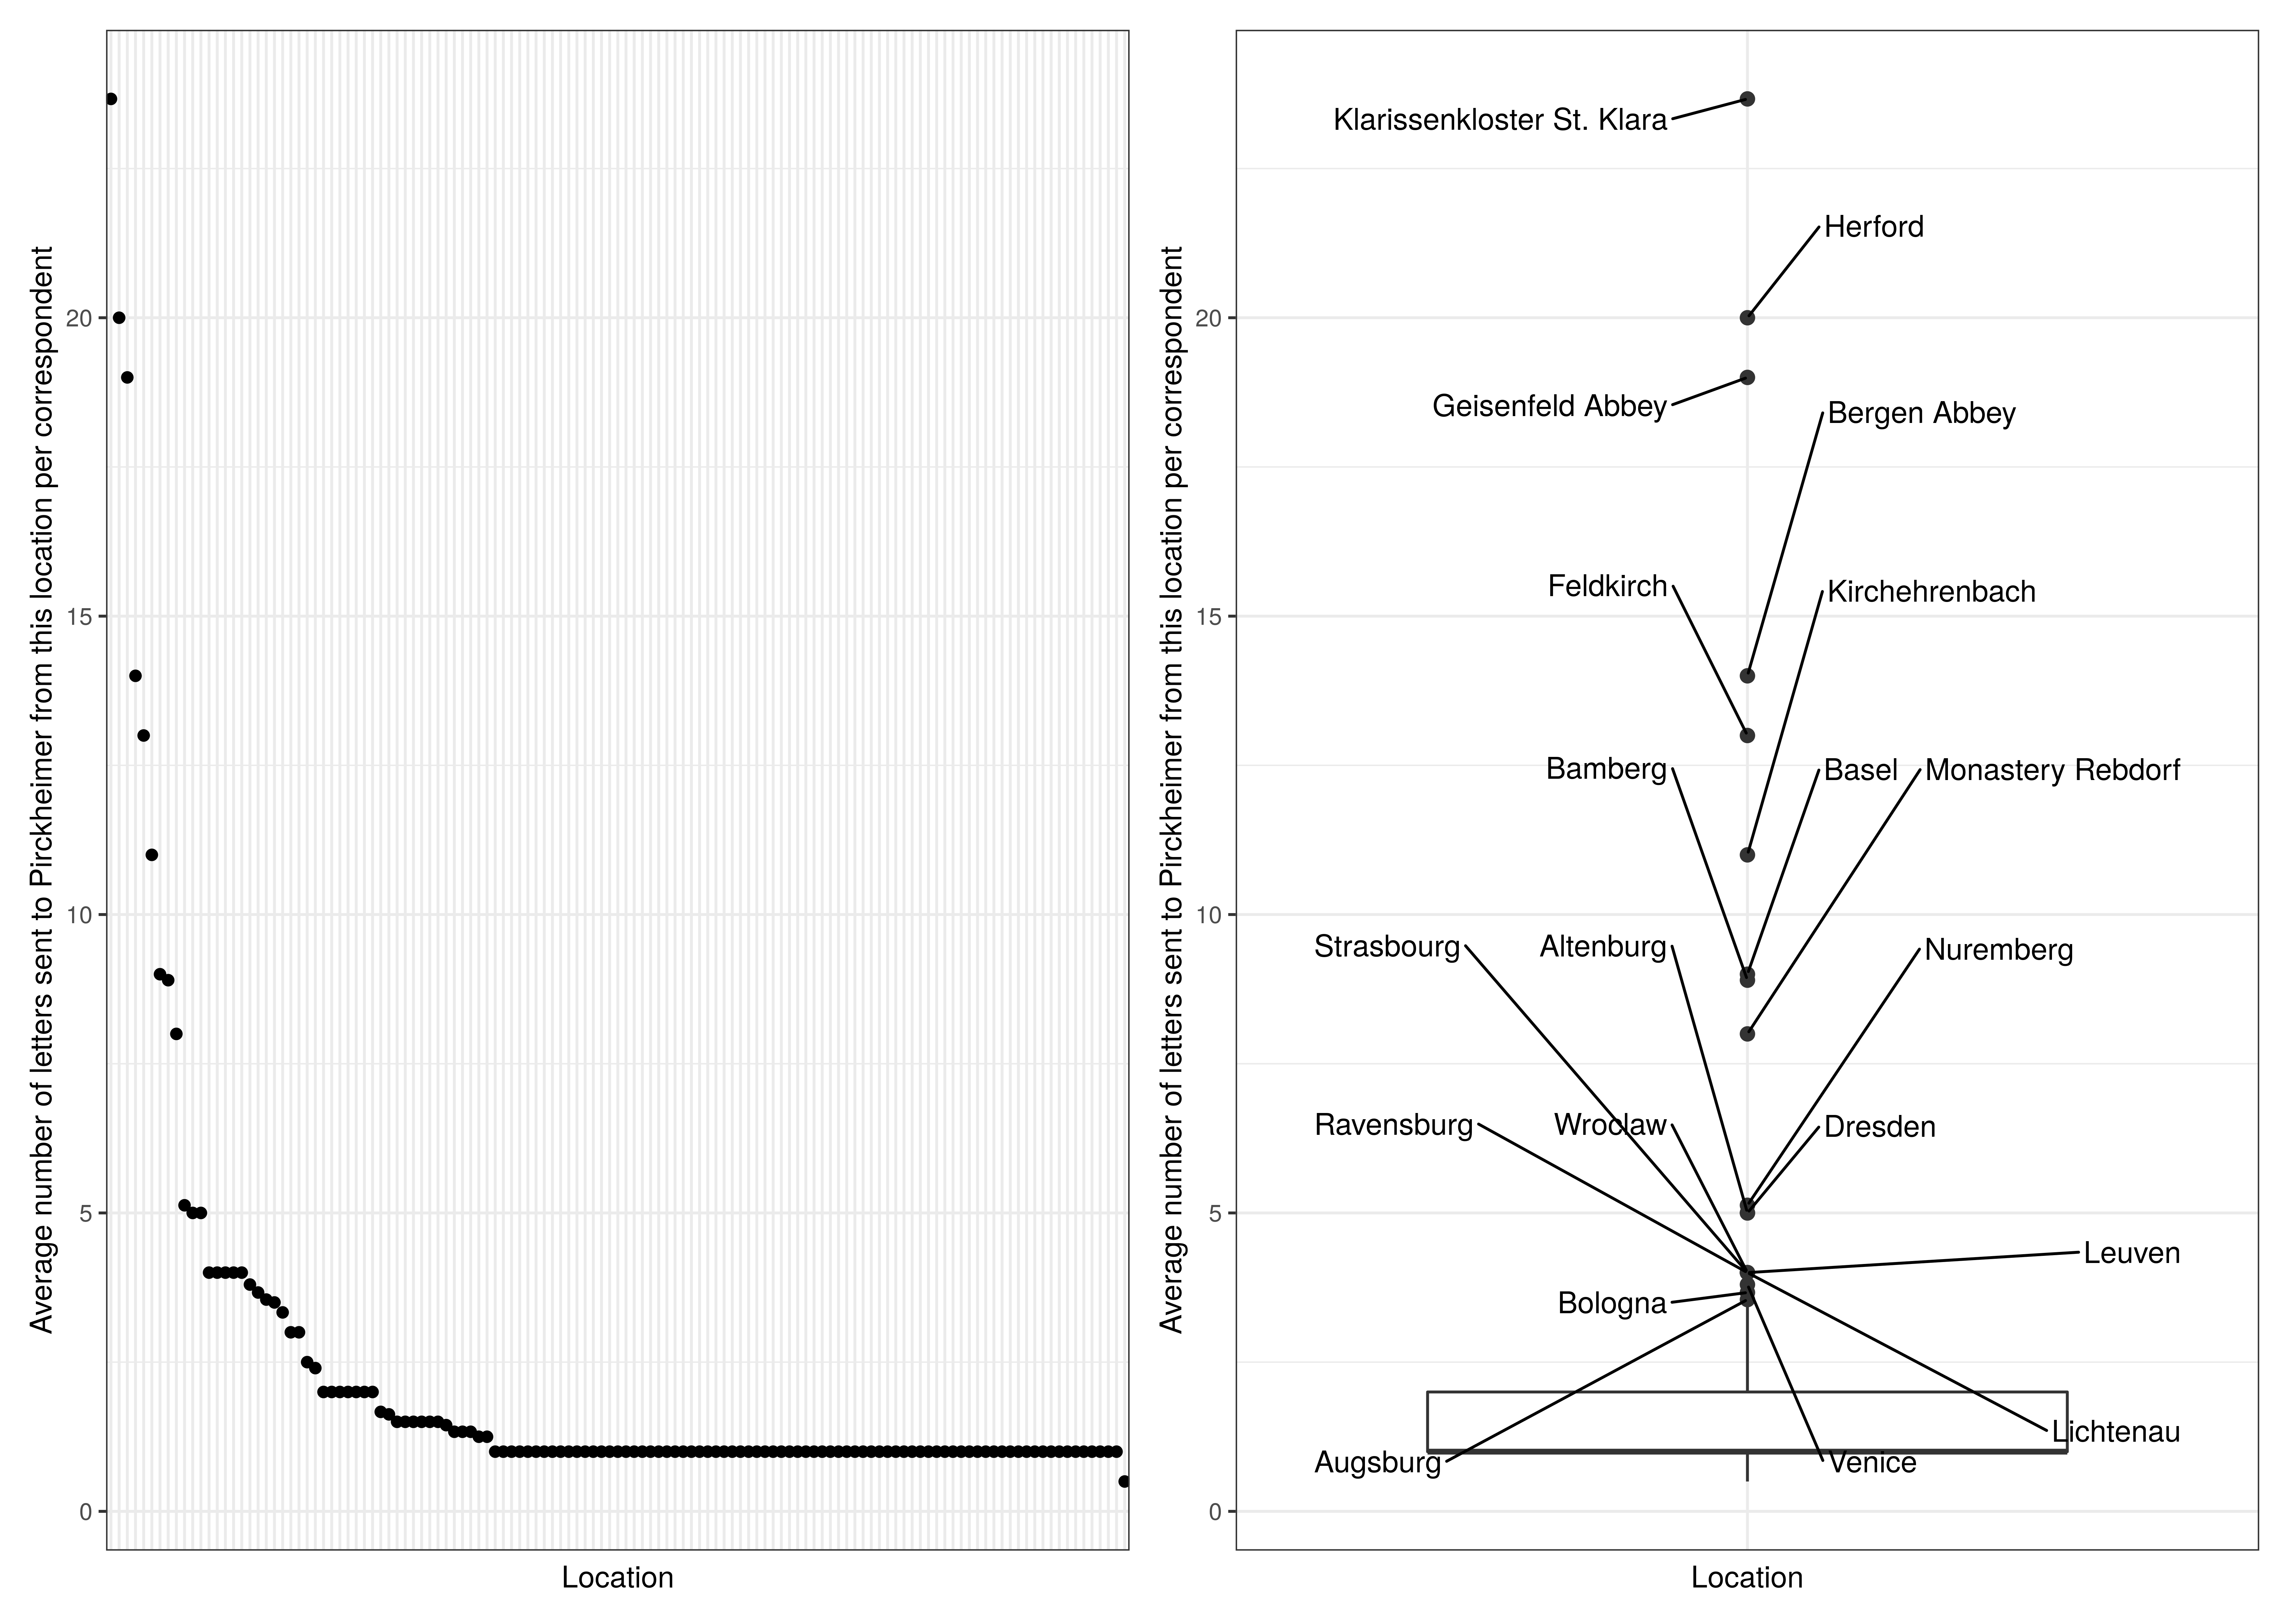 Average number of letters sent to Pirckheimer from this location per correspondent
20
15
10
5
0
Location
Average number of letters sent to Pirckheimer from this location per correspondent
20
15
10
5
0
Klarissenkloster St. Klara
Herford
Geisenfeld Abbey
Bergen Abbey
Feldkirch
Kirchehrenbach
Bamberg
Basel
Monastery Rebdorf
Strasbourg
Altenburg
Nuremberg
Ravensburg
Wrocław
Dresden
Leuven
Bologna
Lichtenau
Augsburg
Venice
Location